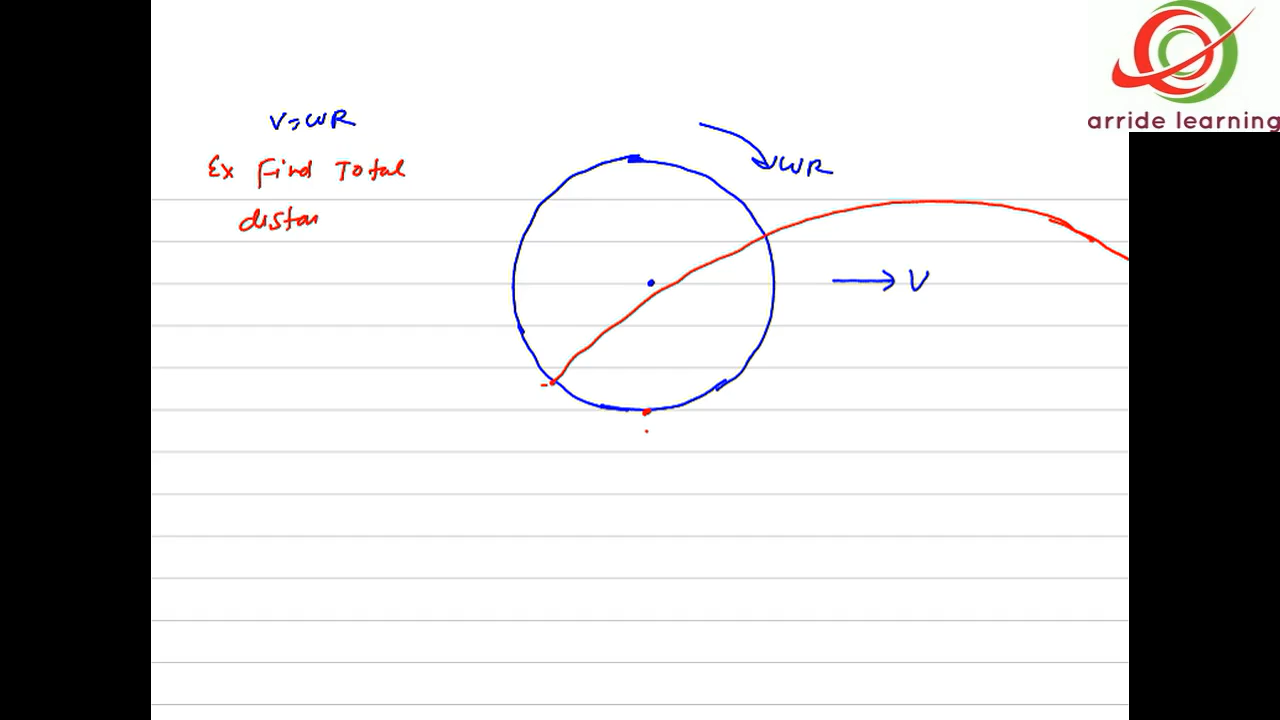 V=ωR
Ex Find Total
distan
ωR
V
arride learning